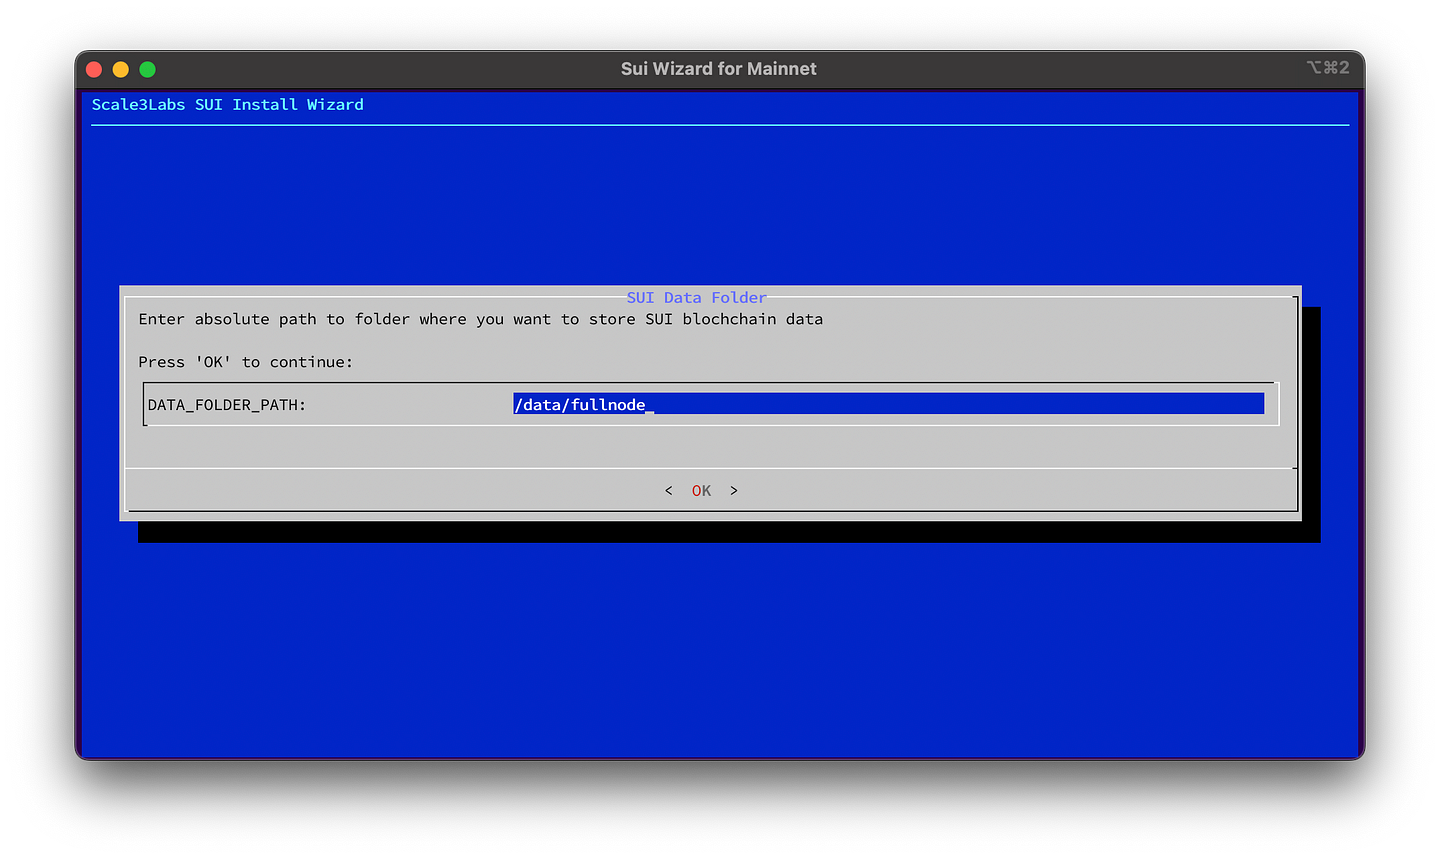 Sui Wizard for Mainnet ⌥⌘2
Scale3Labs SUI Install Wizard
SUI Data Folder
Enter absolute path to folder where you want to store SUI blochchain data
Press 'OK' to continue:
DATA_FOLDER_PATH: /data/fullnode_
< OK >